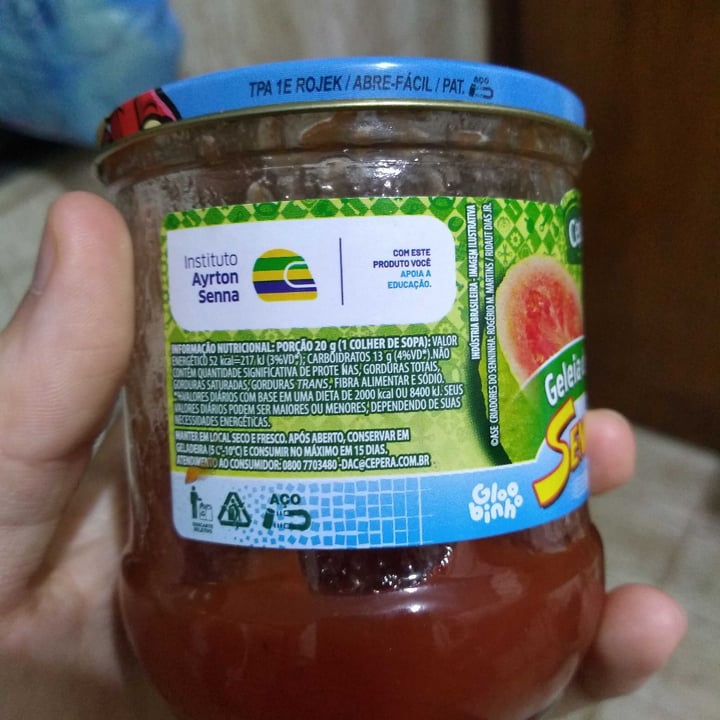 TPA 1E ROJEK / ABRE-FÁCIL / PAT.
AÇO
Instituto
Ayrton
Senna
COM ESTE
PRODUTO VOCÊ
APOIA A
EDUCAÇÃO.
INFORMAÇÃO NUTRICIONAL: PORÇÃO 20 g (1 COLHER DE SOPA): VALOR
ENERGÉTICO 52 kcal=217 kJ (3%VD*); CARBOIDRATOS 13 g (4%VD*).NÃO
CONTÉM QUANTIDADE SIGNIFICATIVA DE PROTEÍNAS, GORDURAS TOTAIS,
GORDURAS SATURADAS, GORDURAS TRANS, FIBRA ALIMENTAR E SÓDIO.
*%VALORES DIÁRIOS COM BASE EM UMA DIETA DE 2000 kcal OU 8400 kJ. SEUS
VALORES DIÁRIOS PODEM SER MAIORES OU MENORES, DEPENDENDO DE SUAS
NECESSIDADES ENERGÉTICAS.
MANTER EM LOCAL SECO E FRESCO. APÓS ABERTO, CONSERVAR EM
GELADEIRA (5°C-10°C) E CONSUMIR NO MÁXIMO EM 15 DIAS.
ATENDIMENTO AO CONSUMIDOR: 0800 7703480-DAC@CEPERA.COM.BR
AÇO
INDÚSTRIA BRASILEIRA - IMAGEM ILUSTRATIVA
©ASE CRIADORES DO SENNINHA: ROGÉRIO M. MARTINS / RIDAUT DIAS JR.
Geleia
Gloo
binho